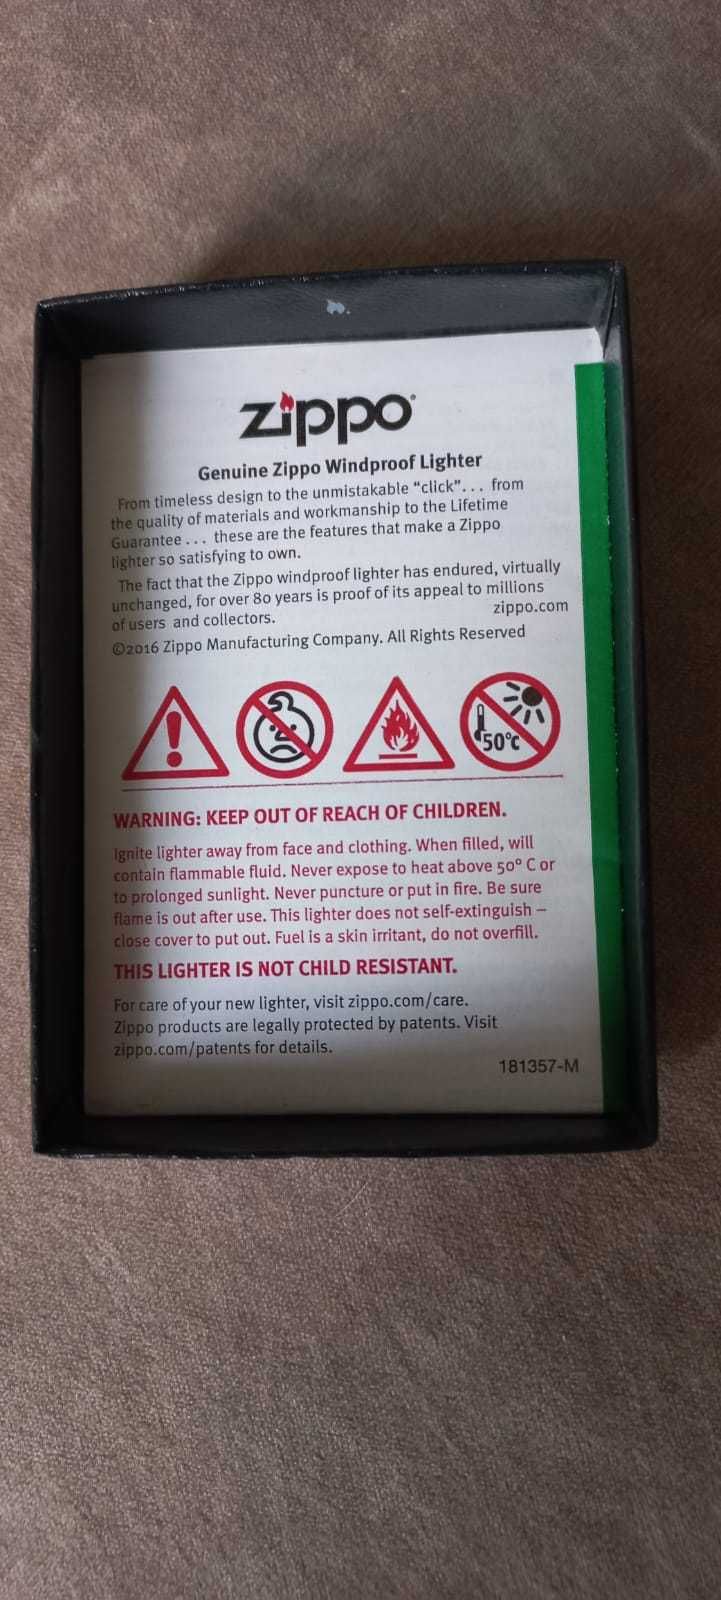 zippo
Genuine Zippo Windproof Lighter
From timeless design to the unmistakable “click”. . . from
the quality of materials and workmanship to the Lifetime
Guarantee . . . these are the features that make a Zippo
lighter so satisfying to own.
The fact that the Zippo windproof lighter has endured, virtually
unchanged, for over 80 years is proof of its appeal to millions
of users and collectors. zippo.com
©2016 Zippo Manufacturing Company. All Rights Reserved
50°C
WARNING: KEEP OUT OF REACH OF CHILDREN.
Ignite lighter away from face and clothing. When filled, will
contain flammable fluid. Never expose to heat above 50° C or
to prolonged sunlight. Never puncture or put in fire. Be sure
flame is out after use. This lighter does not self-extinguish –
close cover to put out. Fuel is a skin irritant, do not overfill.
THIS LIGHTER IS NOT CHILD RESISTANT.
For care of your new lighter, visit zippo.com/care.
Zippo products are legally protected by patents. Visit
zippo.com/patents for details.
181357-M